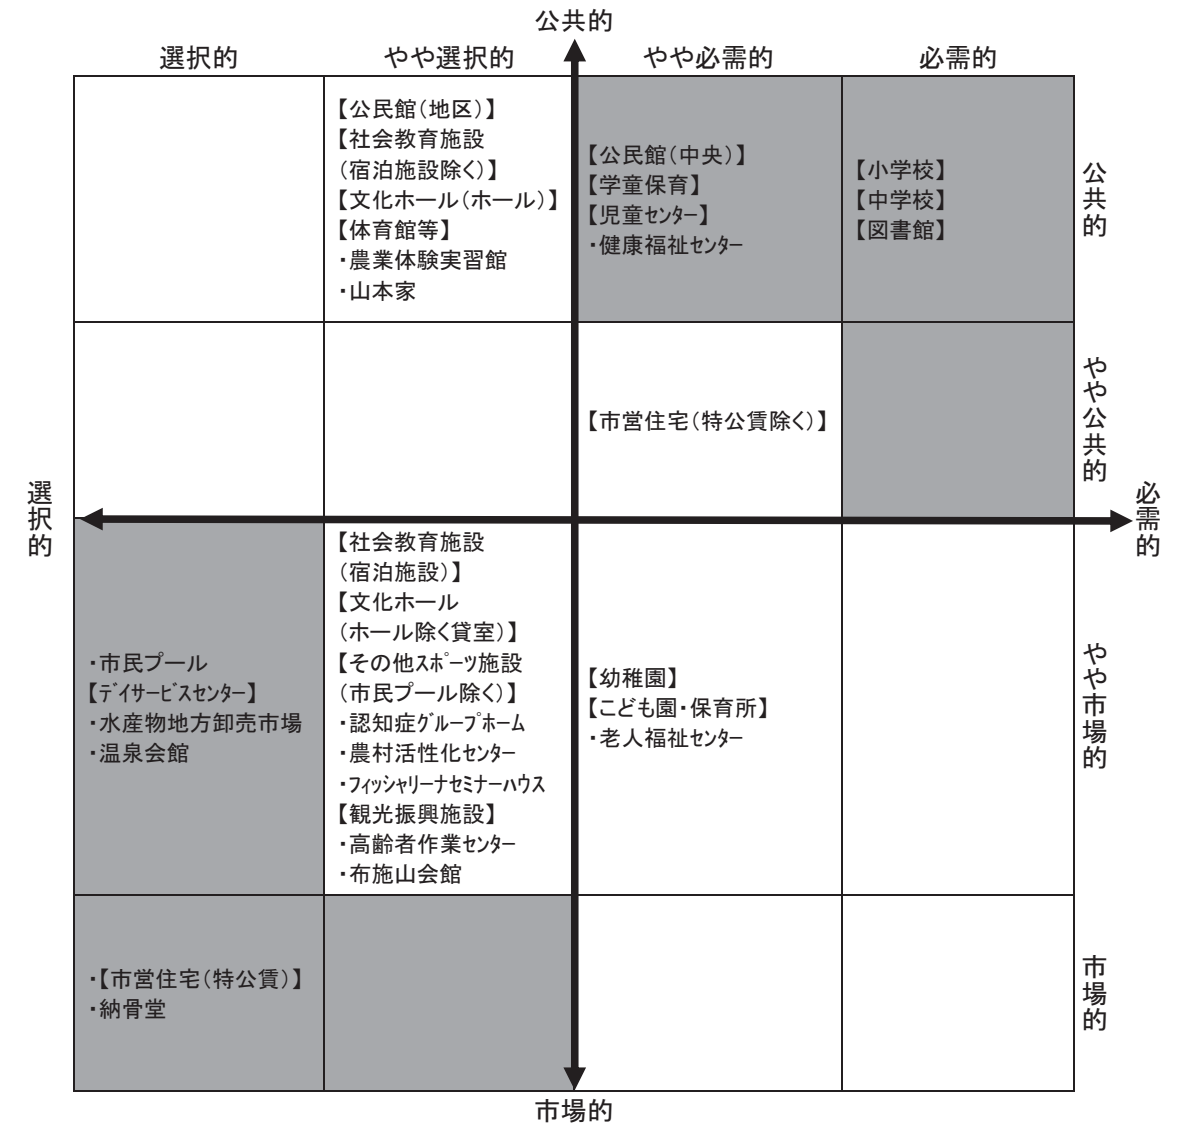 公共的
選択的
やや選択的
やや必需的
必需的
【公民館（地区）】
【社会教育施設
（宿泊施設除く）】
【文化ホール（ホール）】
【体育館等】
・農業体験実習館
・山本家
【公民館（中央）】
【学童保育】
【児童センター】
・健康福祉センター
【小学校】
【中学校】
【図書館】
公共的
【市営住宅（特公賃除く）】
やや公共的
選択的
必需的
・市民プール
【デイサービスセンター】
・水産物地方卸売市場
・温泉会館
【社会教育施設
（宿泊施設）】
【文化ホール
（ホール除く貸室）】
【その他スポーツ施設
（市民プール除く）】
・認知症グループホーム
・農村活性化センター
・フィッシャリーナセミナーハウス
【観光振興施設】
・高齢者作業センター
・布施山会館
【幼稚園】
【こども園・保育所】
・老人福祉センター
やや市場的
・【市営住宅（特公賃）】
・納骨堂
市場的
市場的